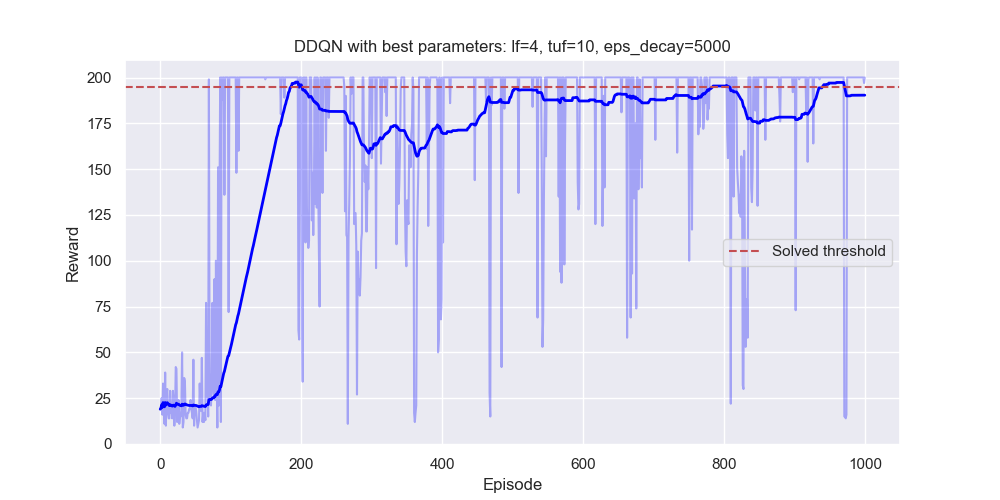 DDQN with best parameters: lf=4, tuf=10, eps_decay=5000
Reward
200
175
150
125
100
75
50
25
0
Solved threshold
0 200 400 600 800 1000
Episode